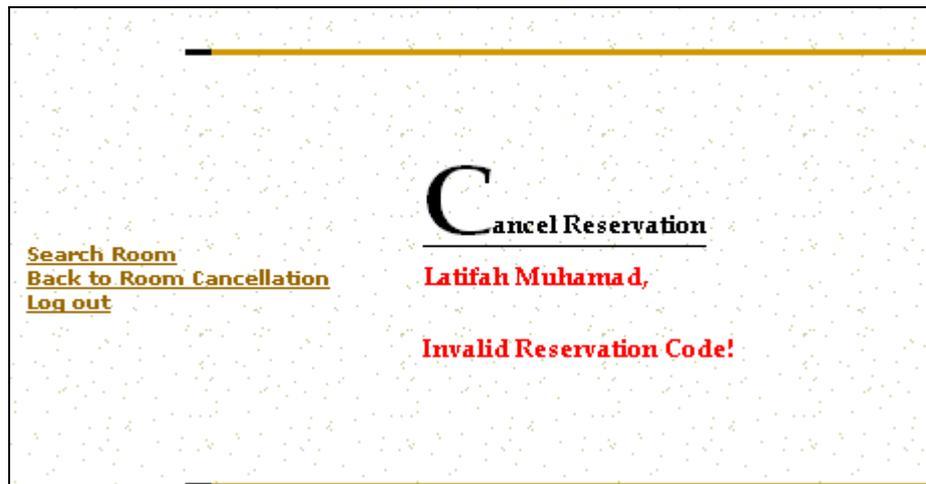 Cancel Reservation
Search Room
Back to Room Cancellation
Log out
Latifah Muhamad,
Invalid Reservation Code!